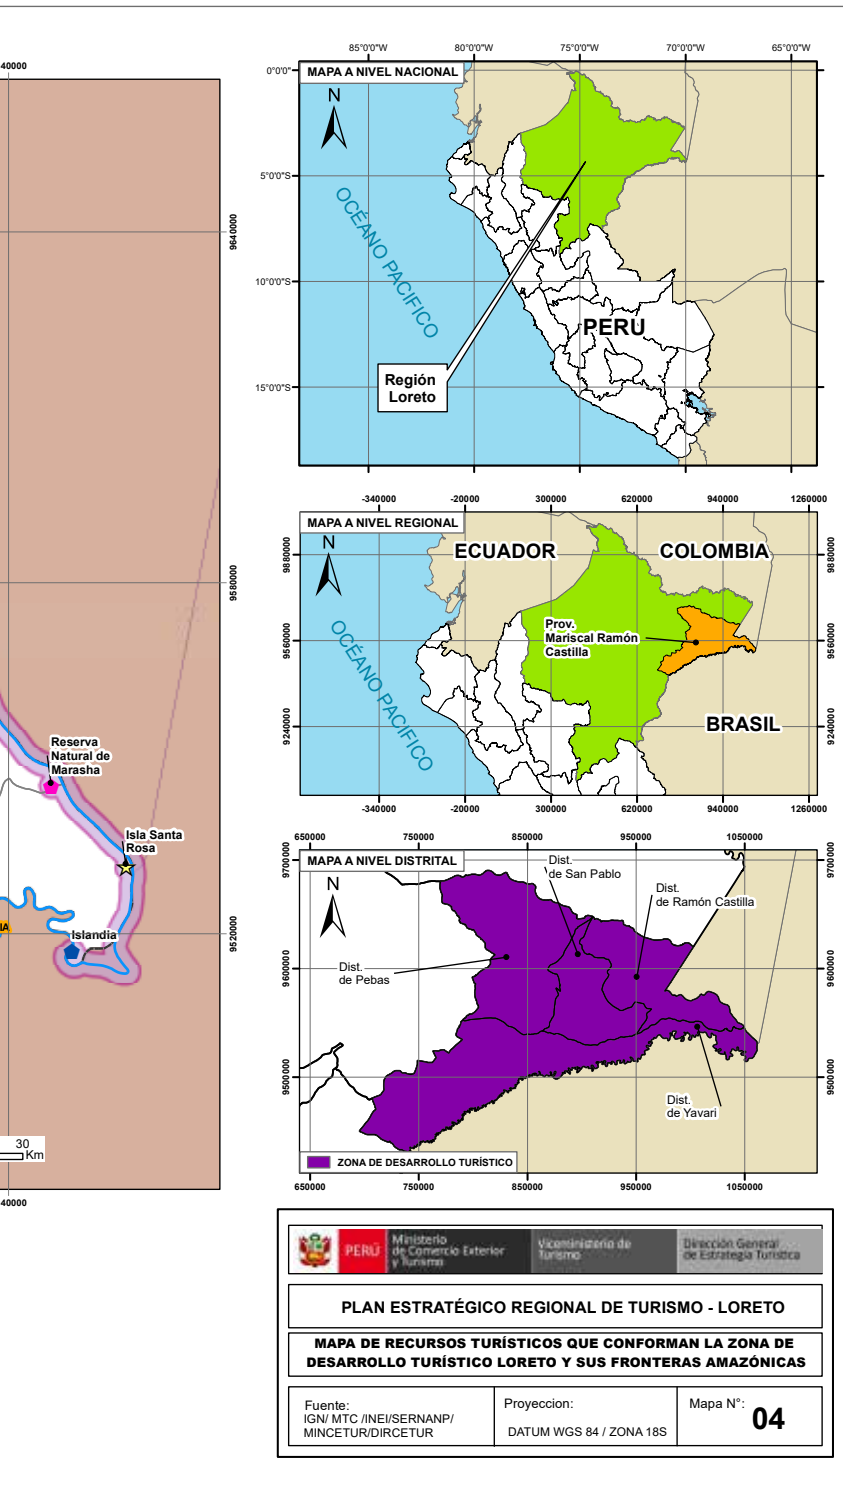 40000
9640000
9580000
9520000
Reserva
Natural de
Marasha
Isla Santa
Rosa
IA
Islandia
30
Km
40000
85°0'0"W 80°0'0"W 75°0'0"W 70°0'0"W 65°0'0"W
MAPA A NIVEL NACIONAL
N
0°0'0"
5°0'0"S
10°0'0"S
15°0'0"S
OCÉANO PACIFICO
PERÚ
Región
Loreto
-340000 -20000 300000 620000 940000 1260000
MAPA A NIVEL REGIONAL
N
ECUADOR
COLOMBIA
OCÉANO PACIFICO
Prov.
Mariscal Ramón
Castilla
BRASIL
9880000 9880000
9560000 9560000
9240000 9240000
-340000 -20000 300000 620000 940000 1260000
650000 750000 850000 950000 1050000
MAPA A NIVEL DISTRITAL
N
Dist.
de San Pablo
Dist.
de Ramón Castilla
Dist.
de Pebas
Dist.
de Yavari
9700000 9700000
9600000 9600000
9500000 9500000
ZONA DE DESARROLLO TURÍSTICO
650000 750000 850000 950000 1050000
PERÚ
Ministerio
de Comercio Exterior
y Turismo
Viceministerio de
Turismo
Dirección General
de Estrategia Turística
PLAN ESTRATÉGICO REGIONAL DE TURISMO - LORETO
MAPA DE RECURSOS TURÍSTICOS QUE CONFORMAN LA ZONA DE
DESARROLLO TURÍSTICO LORETO Y SUS FRONTERAS AMAZÓNICAS
Fuente:
IGN/ MTC /INEI/SERNANP/
MINCETUR/DIRCETUR
Proyeccion:
DATUM WGS 84 / ZONA 18S
Mapa N°:
04